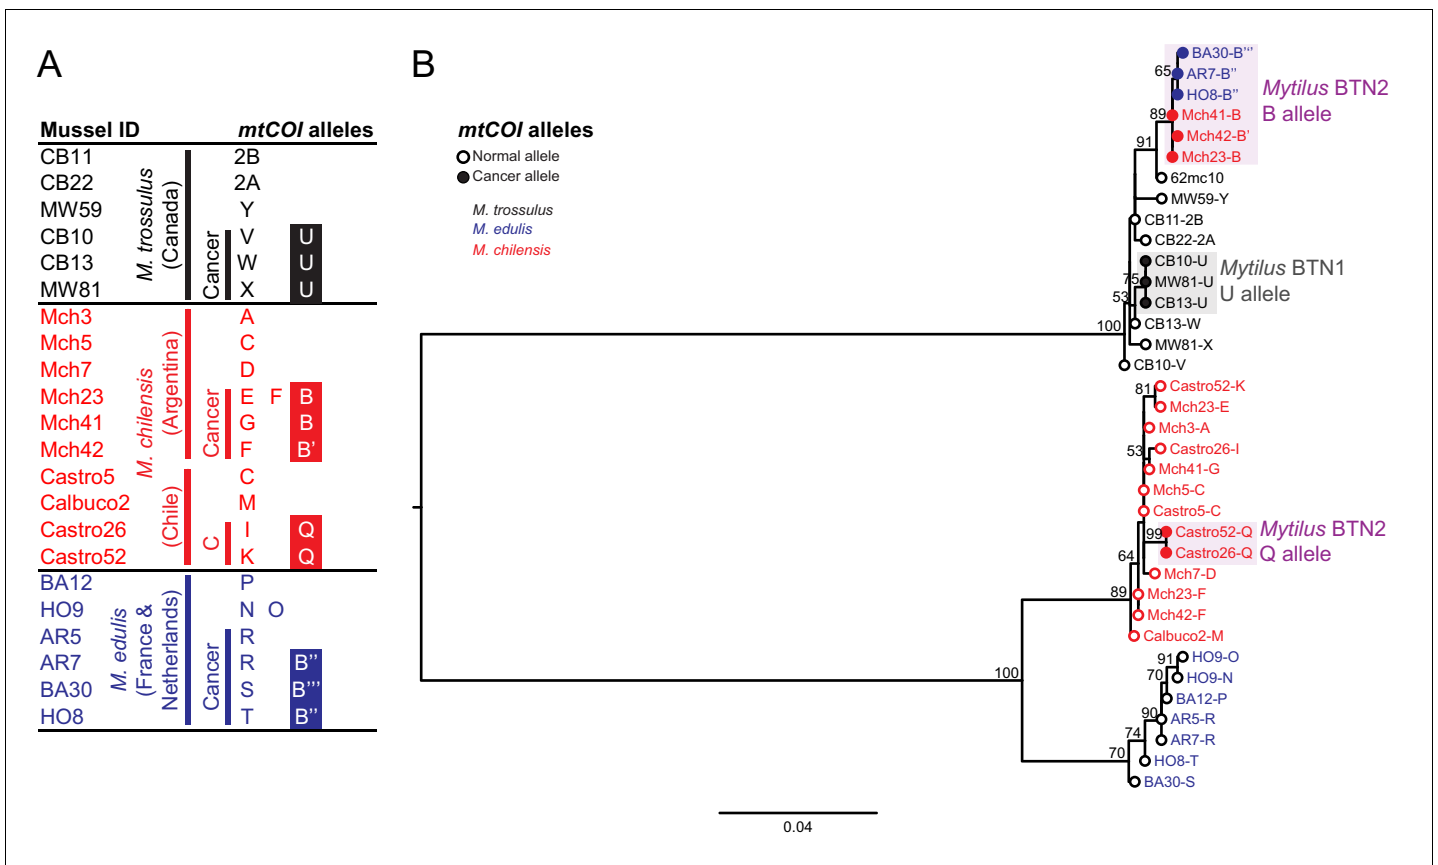 A
Mussel ID mtCOI alleles
CB11 2B
CB22 2A
MW59 Y
CB10 V U
CB13 W U
MW81 X U
M. trossulus
(Canada)
Cancer
Mch3 A
Mch5 C
Mch7 D
Mch23 E F B
Mch41 G B
Mch42 F B'
Castro5 C
Calbuco2 M
Castro26 I Q
Castro52 K Q
M. chilensis
(Argentina)
Cancer
(Chile)
C
BA12 P
HO9 N O
AR5 R
AR7 R B''
BA30 S B'''
HO8 T B''
M. edulis
(France &
Netherlands)
Cancer
B
mtCOI alleles
Normal allele
Cancer allele
M. trossulus
M. edulis
M. chilensis
BA30-B'''
65
AR7-B''
HO8-B''
89
Mch41-B
Mch42-B'
91
Mch23-B
Mytilus BTN2
B allele
62mc10
MW59-Y
CB11-2B
CB22-2A
CB10-U
75
MW81-U
53
CB13-U
Mytilus BTN1
U allele
CB13-W
100
MW81-X
CB10-V
81
Castro52-K
Mch23-E
Mch3-A
53
Castro26-I
Mch41-G
Mch5-C
Castro5-C
99
Castro52-Q
Castro26-Q
Mytilus BTN2
Q allele
64
Mch7-D
89
Mch23-F
Mch42-F
Calbuco2-M
100
91
HO9-O
70
HO9-N
BA12-P
90
AR5-R
74
AR7-R
70
HO8-T
BA30-S
0.04